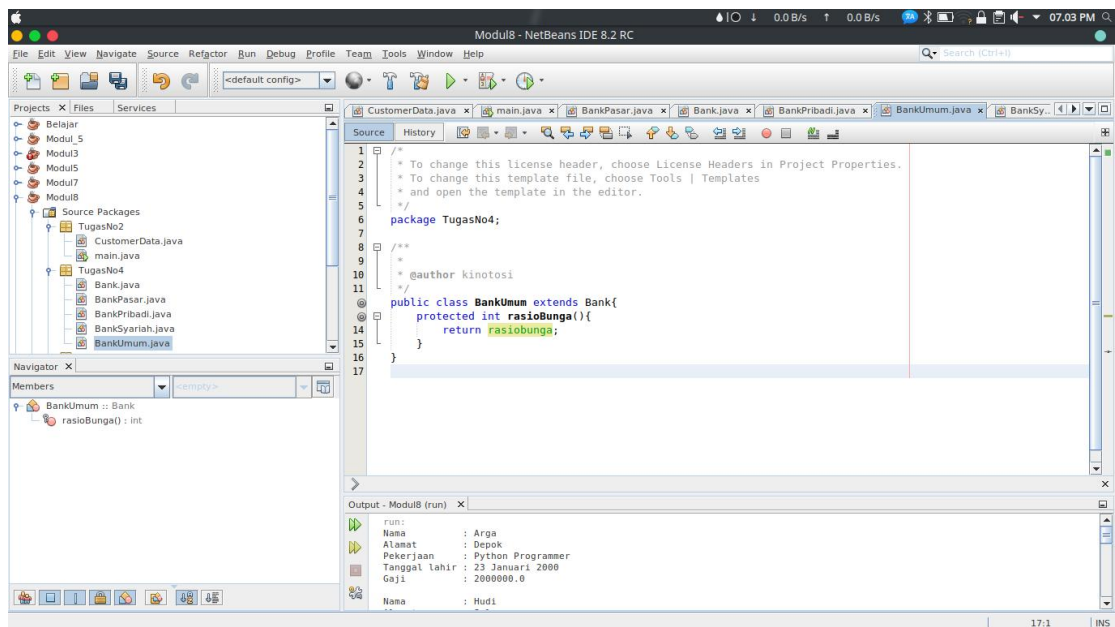 0.0 B/s 0.0 B/s 07.03 PM
Modul8 - NetBeans IDE 8.2 RC
File Edit View Navigate Source Refactor Run Debug Profile Team Tools Window Help
Search (Ctrl+I)
<default config>
Projects Files Services
Belajar
Modul_5
Modul3
Modul5
Modul7
Modul8
Source Packages
TugasNo2
CustomerData.java
main.java
TugasNo4
Bank.java
BankPasar.java
BankPribadi.java
BankSyariah.java
BankUmum.java
Navigator
Members <empty>
BankUmum :: Bank
rasioBunga() : int
CustomerData.java main.java BankPasar.java Bank.java BankPribadi.java BankUmum.java BankSy..
Source History
1 /*
2 * To change this license header, choose License Headers in Project Properties.
3 * To change this template file, choose Tools | Templates
4 * and open the template in the editor.
5 */
6 package TugasNo4;
7
8 /**
9 *
10 * @author kinotosi
11 */
public class BankUmum extends Bank{
protected int rasioBunga(){
14 return rasiobunga;
15 }
16 }
17
Output - Modul8 (run)
run:
Nama : Arga
Alamat : Depok
Pekerjaan : Python Programmer
Tanggal lahir : 23 Januari 2000
Gaji : 2000000.0
Nama : Hudi
17:1 INS